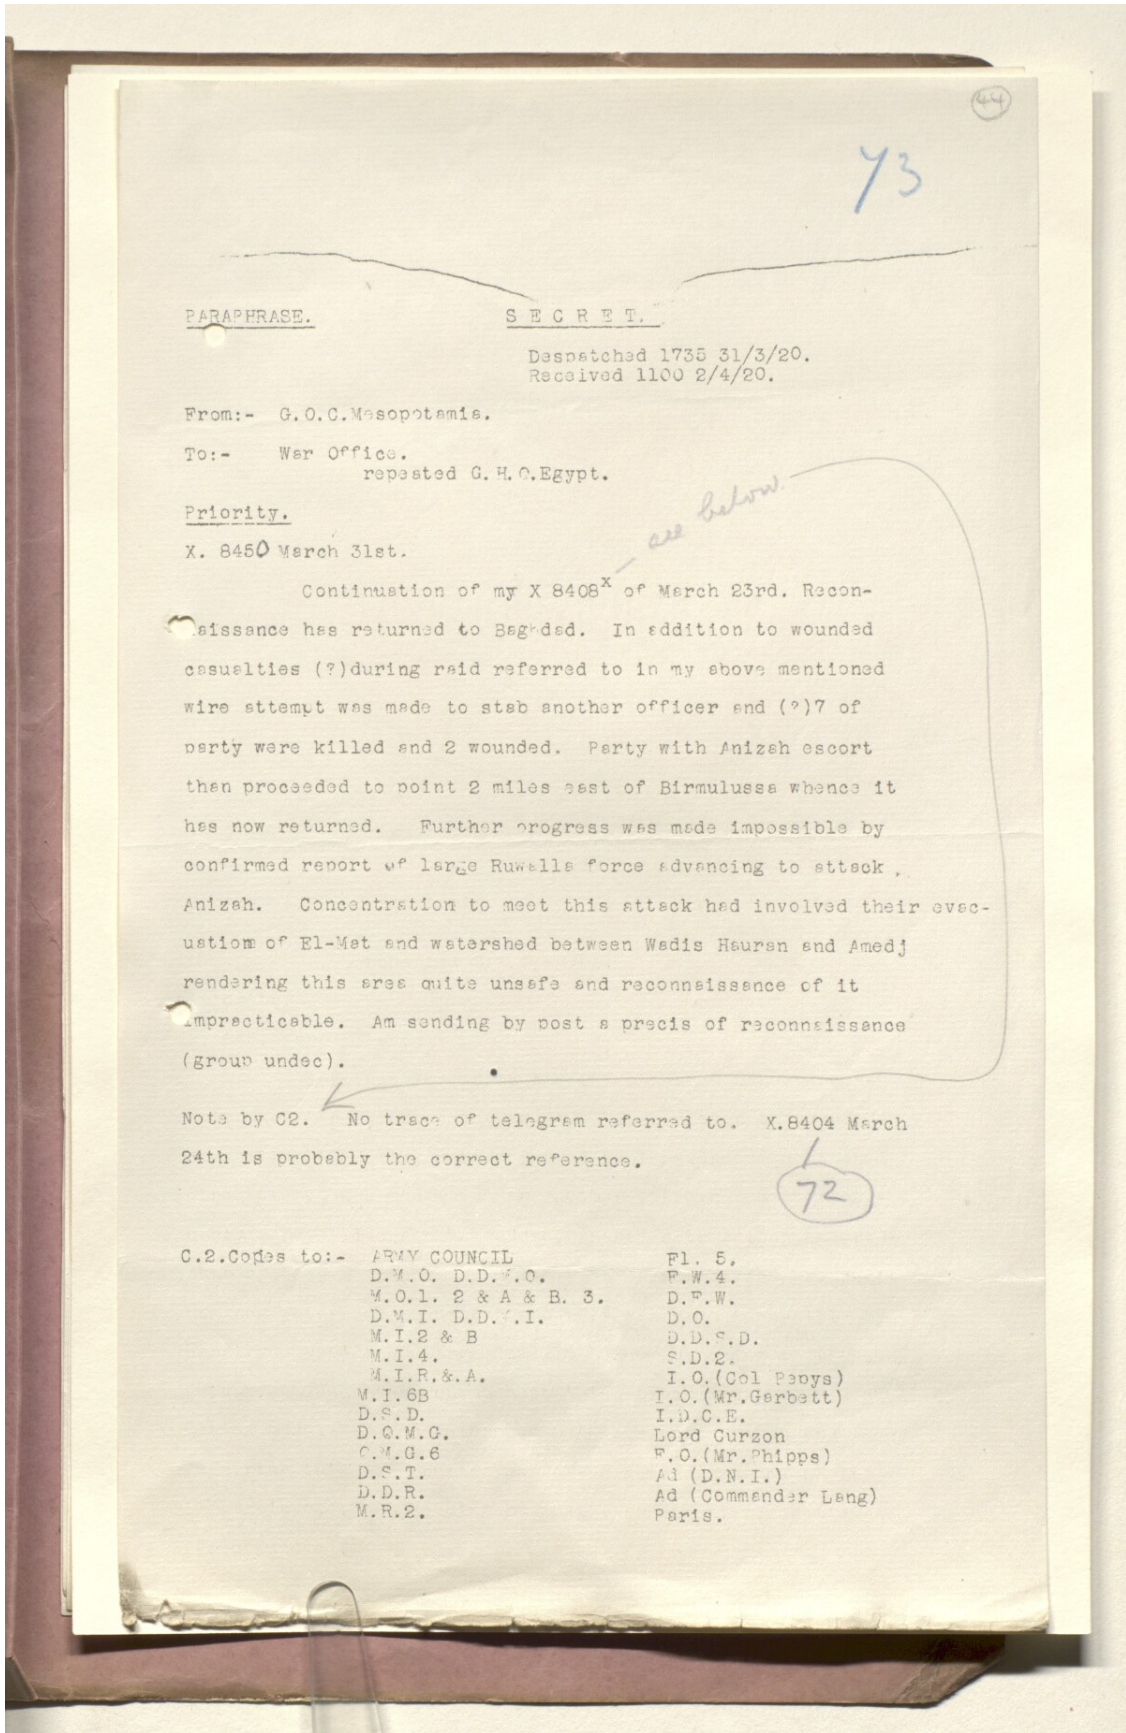 44
73
PARAPHRASE. SECRET.
Despatched 1735 31/3/20.
Received 1100 2/4/20.
From:- G.O.C.Mesopotamia.
To:- War Office.
repeated G.H.Q.Egypt.
see below.
Priority.
X. 8450 March 31st.
Continuation of my X 8408x of March 23rd. Recon-
naissance has returned to Baghdad. In addition to wounded
casualties (?)during raid referred to in my above mentioned
wire attempt was made to stab another officer and (?)7 of
party were killed and 2 wounded. Party with Anizah escort
than proceeded to point 2 miles east of Birmulussa whence it
has now returned. Further progress was made impossible by
confirmed report of large Ruwalla force advancing to attack
Anizah. Concentration to meet this attack had involved their evac-
uation of El-Mat and watershed between Wadis Hauran and Amedj
rendering this area quite unsafe and reconnaissance of it
impracticable. Am sending by post a precis of reconnaissance
(group undec).
Note by C2. No trace of telegram referred to. X.8404 March
24th is probably the correct reference.
72
C.2.Copies to:- ARMY COUNCIL Fl. 5.
D.M.O. D.D.M.O. F.W.4.
M.O.1. 2 & A & B. 3. D.F.W.
D.M.I. D.D.M.I. D.O.
M.I.2 & B D.D.S.D.
M.I.4. S.D.2.
M.I.R.&.A. I.O.(Col Pepys)
M.I.6B I.O.(Mr.Garbett)
D.S.D. I.D.C.E.
D.Q.M.G. Lord Curzon
Q.M.G.6 F.O.(Mr.Phipps)
D.S.T. Ad (D.N.I.)
D.D.R. Ad (Commander Lang)
M.R.2. Paris.